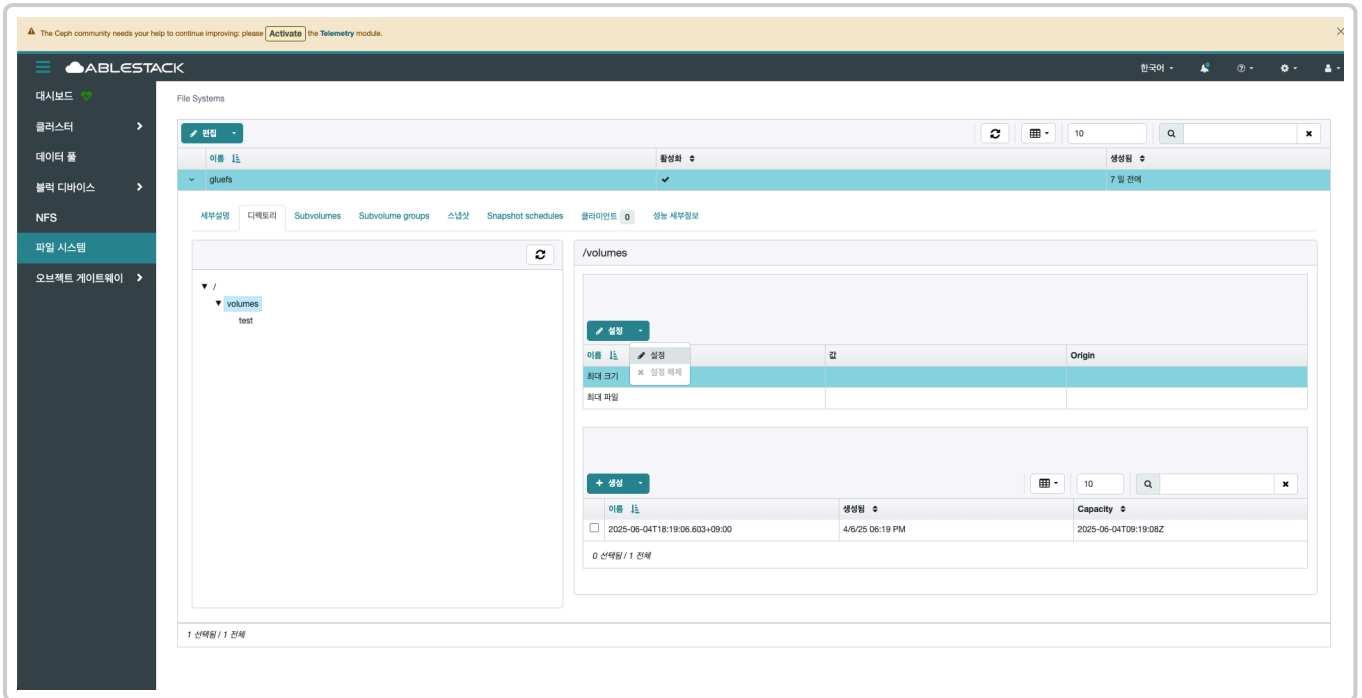 The Ceph community needs your help to continue improving: please Activate the Telemetry module.
ABLESTACK
한국어
대시보드
클러스터
데이터 풀
블럭 디바이스
NFS
파일 시스템
오브젝트 게이트웨이
File Systems
편집
10
이름 활성화 생성됨
gluefs 7 일 전에
세부설명 디렉토리 Subvolumes Subvolume groups 스냅샷 Snapshot schedules 클라이언트 0 성능 세부정보
/
volumes
test
/volumes
설정
이름 값 Origin
설정
설정 해제
최대 크기
최대 파일
생성
10
이름 생성됨 Capacity
2025-06-04T18:19:06.603+09:00 4/6/25 06:19 PM 2025-06-04T09:19:08Z
0 선택됨 / 1 전체
1 선택됨 / 1 전체